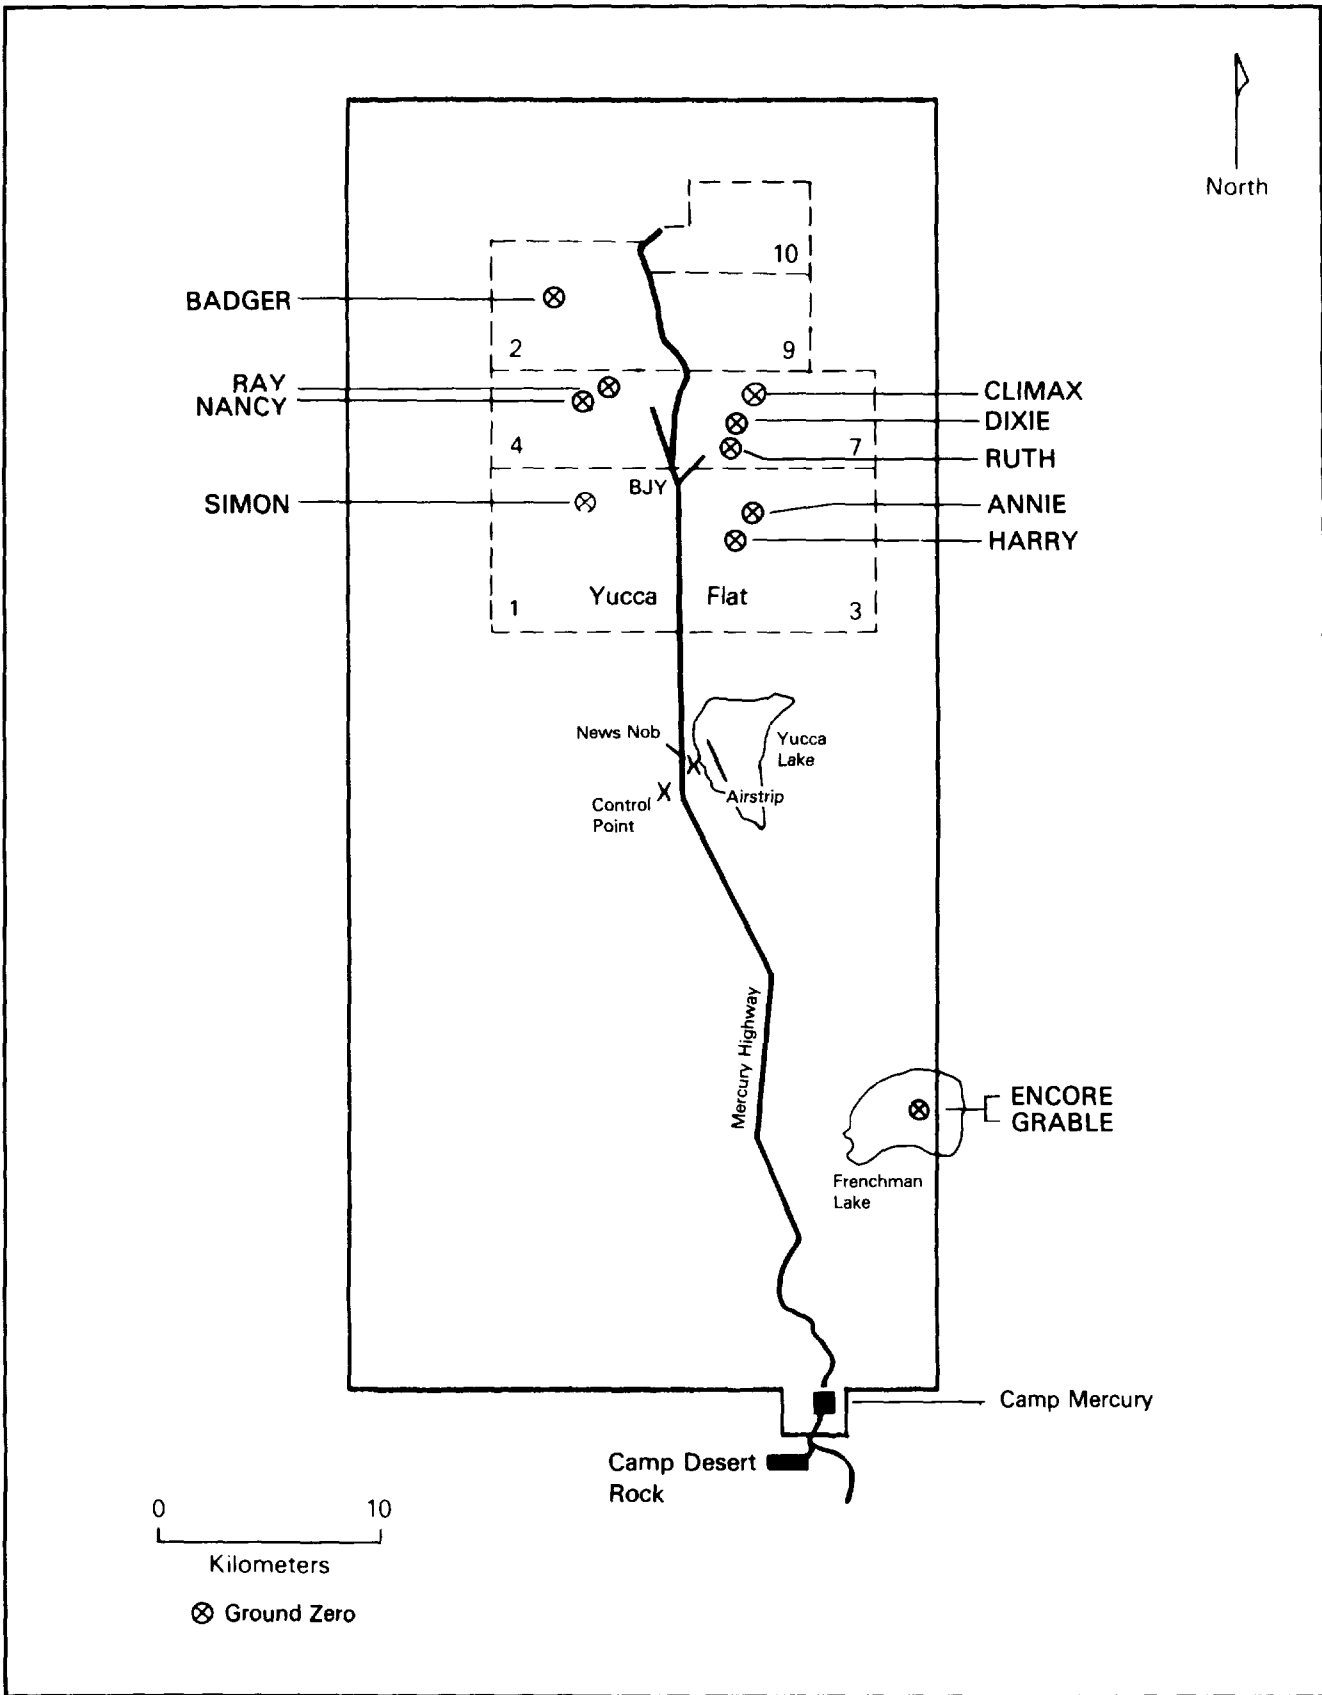 North
10
BADGER
2
9
RAY
NANCY
CLIMAX
DIXIE
4
7
RUTH
BJY
SIMON
ANNIE
HARRY
Yucca Flat
1
3
News Nob
Yucca
Lake
Control
Point
Airstrip
Mercury Highway
ENCORE
GRABLE
Frenchman
Lake
Camp Mercury
Camp Desert
Rock
0 10
Kilometers
Ground Zero